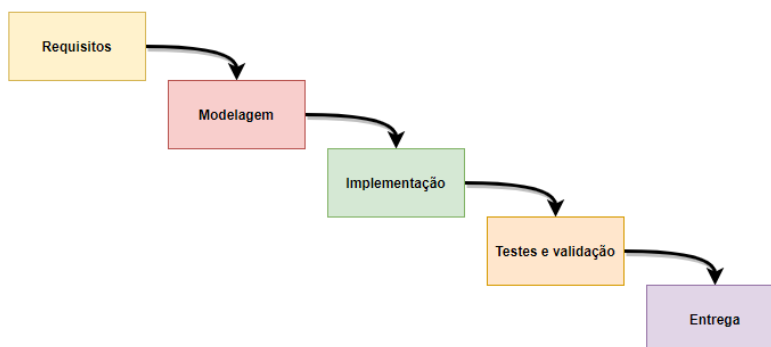 Requisitos
Modelagem
Implementação
Testes e validação
Entrega